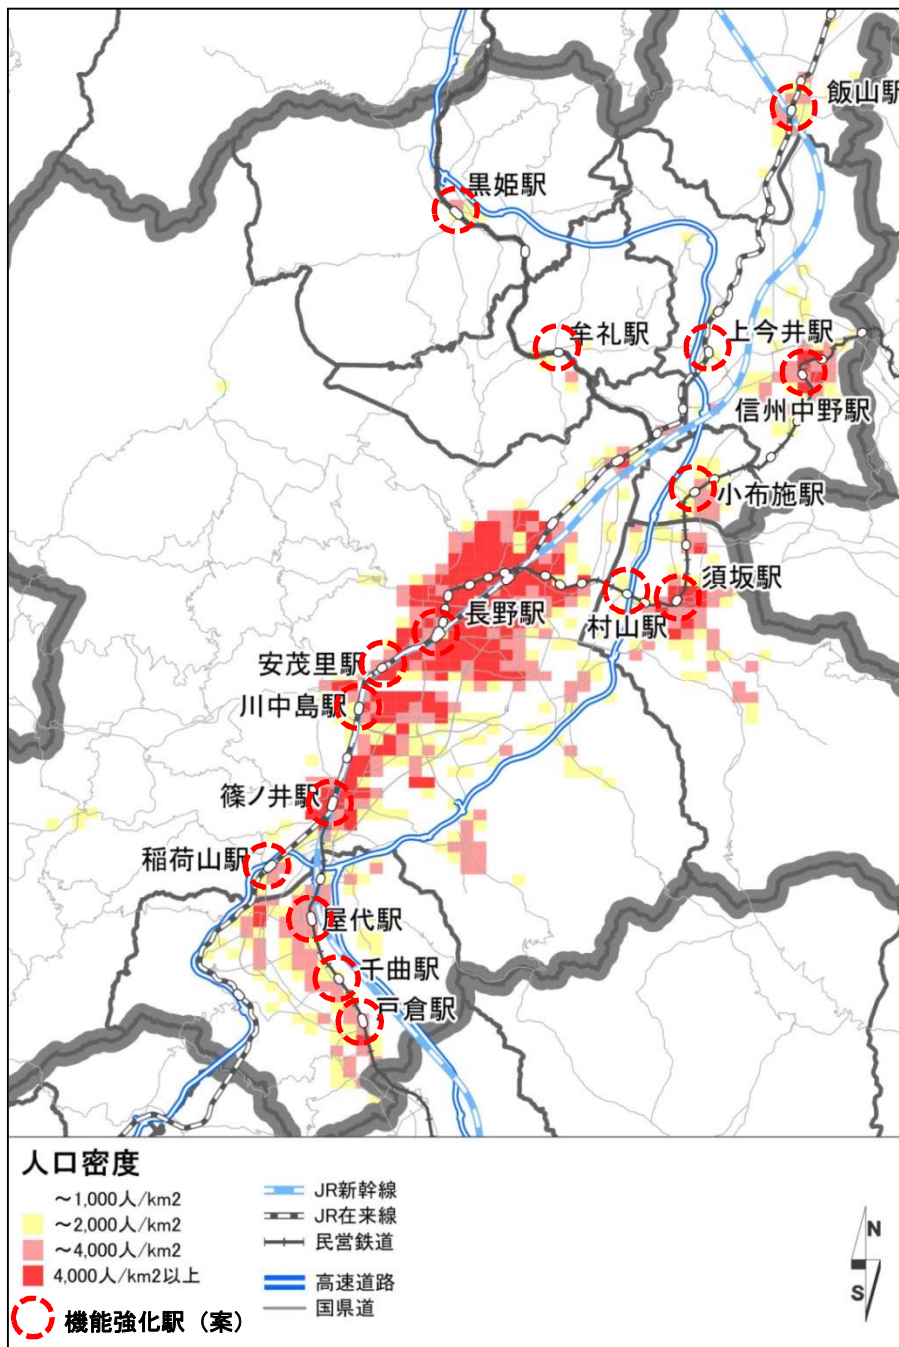 飯山駅
黒姫駅
牟礼駅
上今井駅
信州中野駅
小布施駅
須坂駅
村山駅
長野駅
安茂里駅
川中島駅
篠ノ井駅
稲荷山駅
屋代駅
千曲駅
戸倉駅
人口密度
～1,000人/km2
～2,000人/km2
～4,000人/km2
4,000人/km2以上
機能強化駅（案）
JR新幹線
JR在来線
民営鉄道
高速道路
国県道
N
S